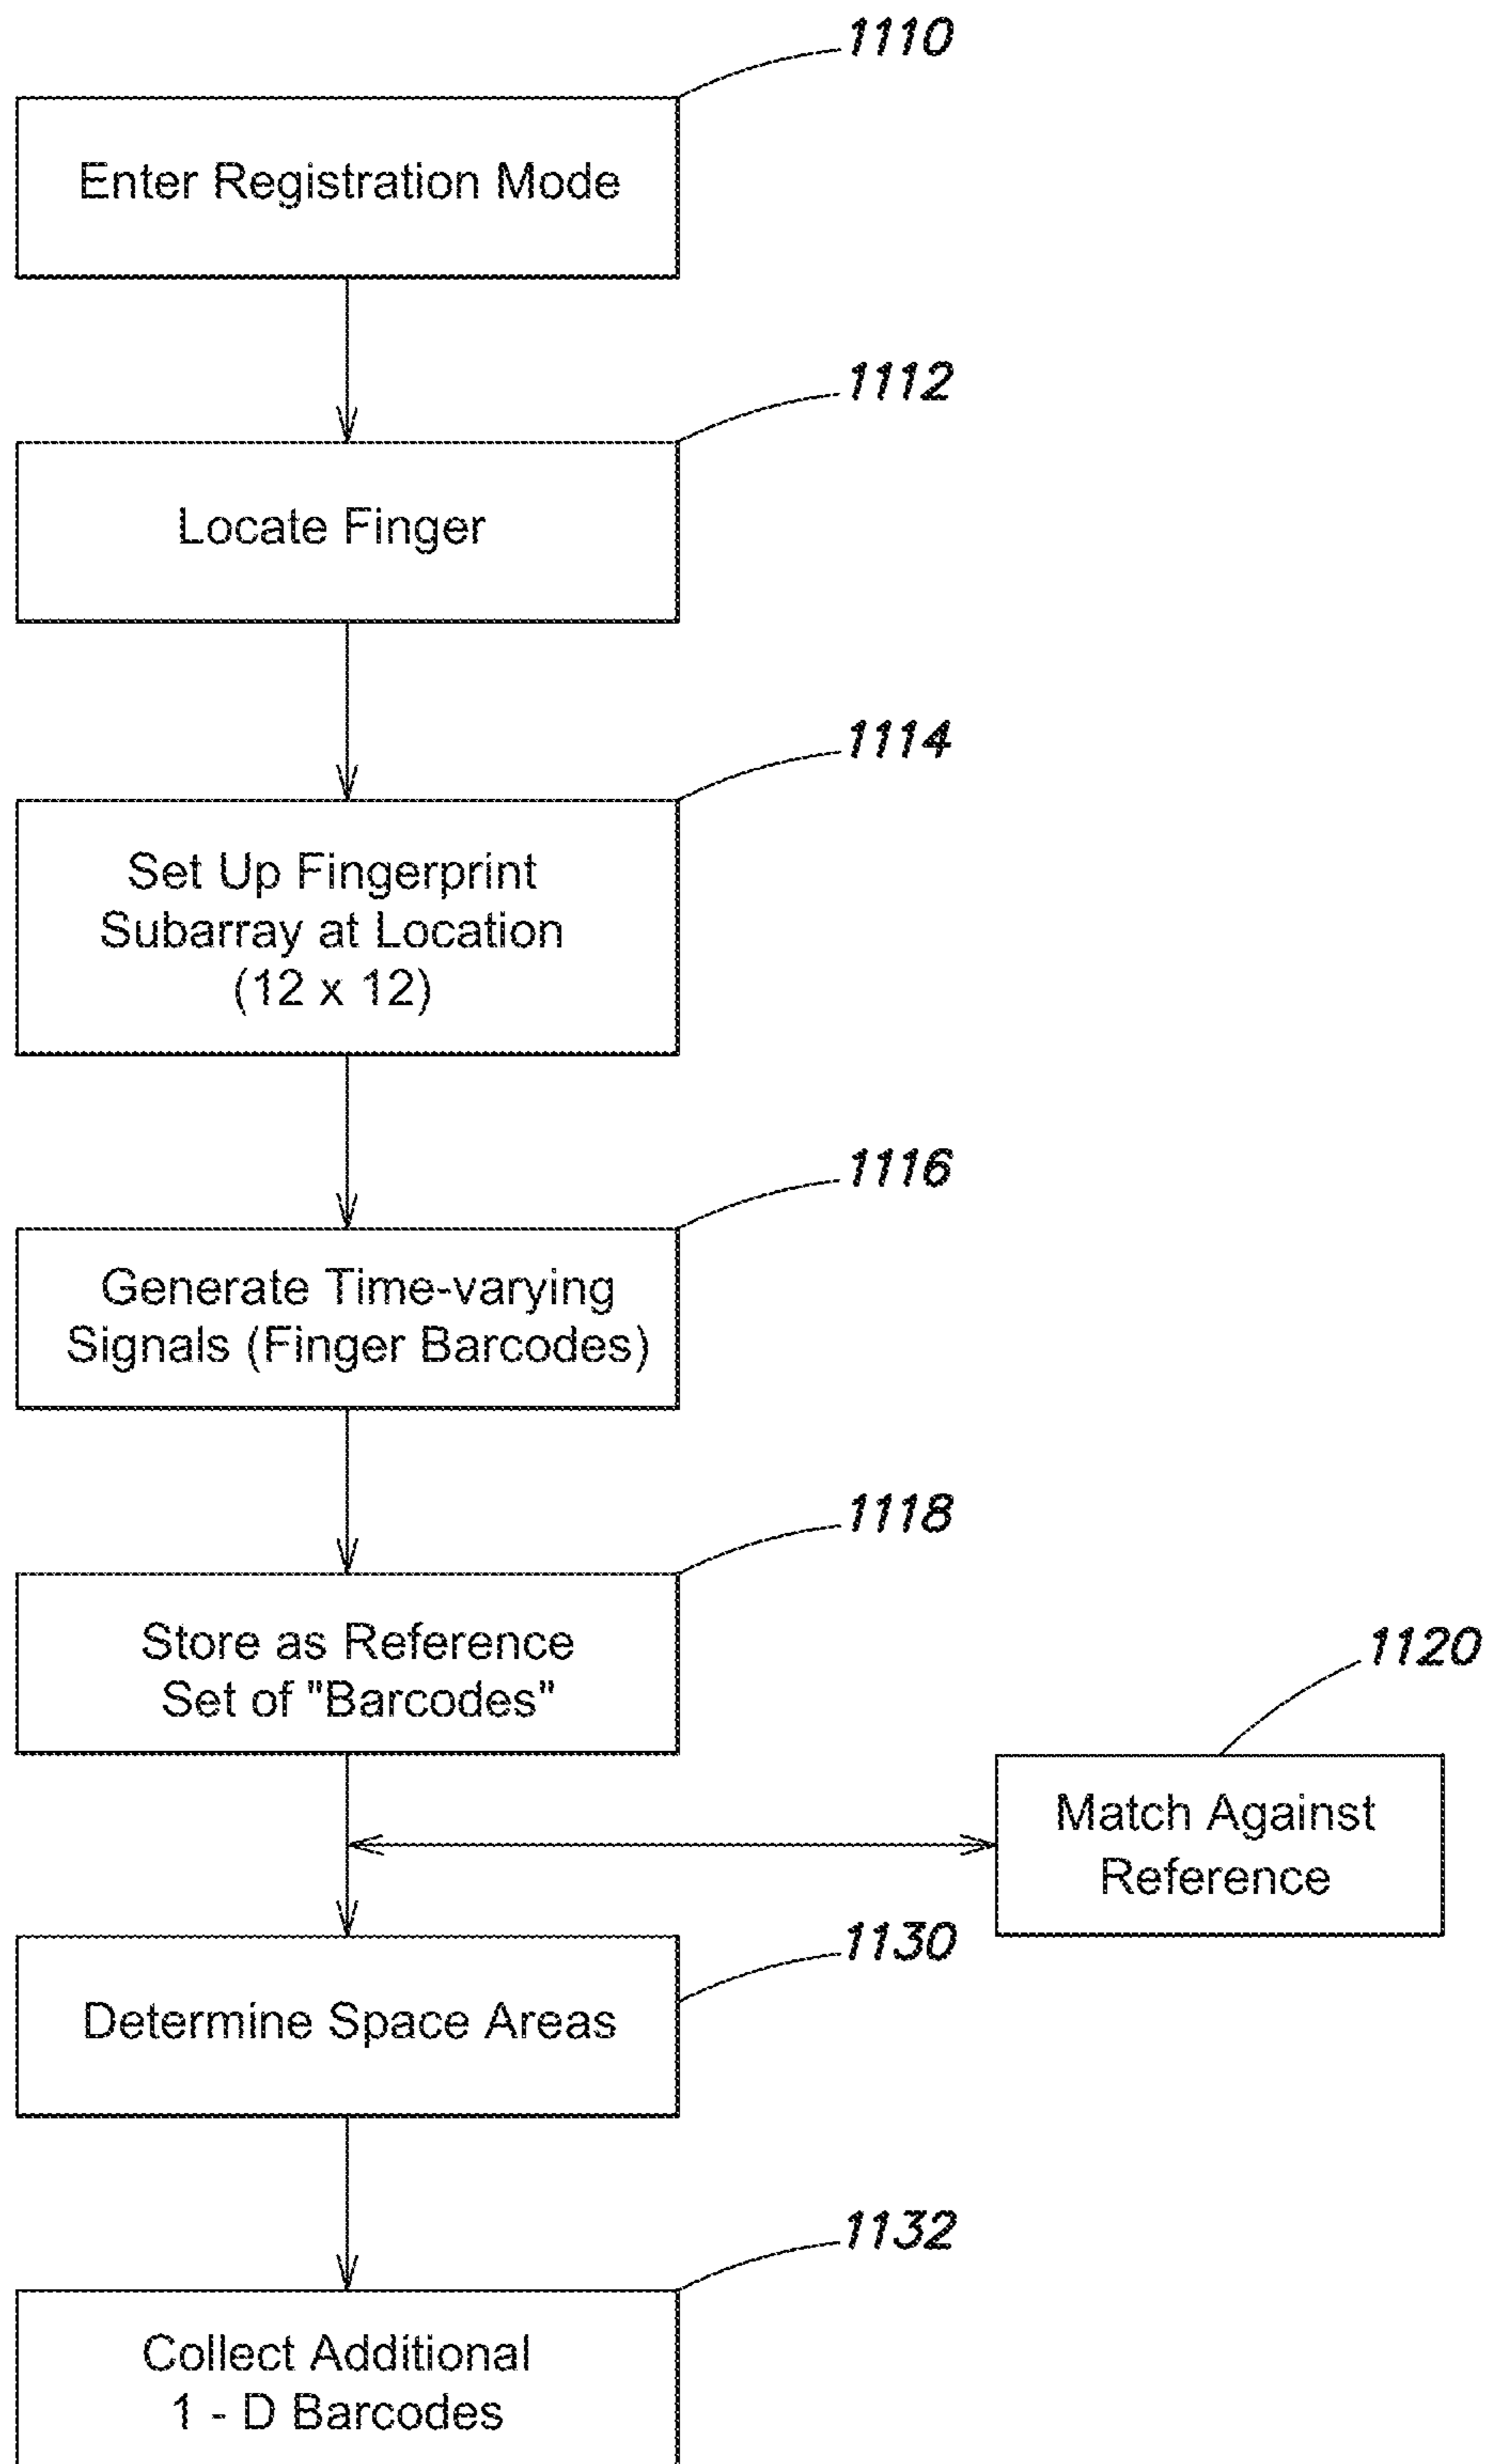 1110
Enter Registration Mode
1112
Locate Finger
1114
Set Up Fingerprint
Subarray at Location
(12 x 12)
1116
Generate Time-varying
Signals (Finger Barcodes)
1118
Store as Reference
Set of "Barcodes"
1120
Match Against
Reference
1130
Determine Space Areas
1132
Collect Additional
1 - D Barcodes